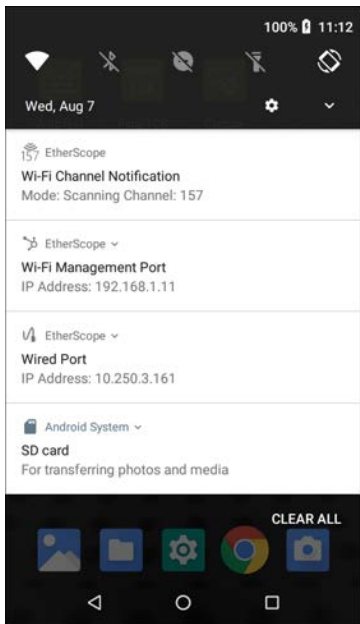 100% 11:12
Wed, Aug 7
157 EtherScope
Wi-Fi Channel Notification
Mode: Scanning Channel: 157
EtherScope
Wi-Fi Management Port
IP Address: 192.168.1.11
EtherScope
Wired Port
IP Address: 10.250.3.161
Android System
SD card
For transferring photos and media
CLEAR ALL